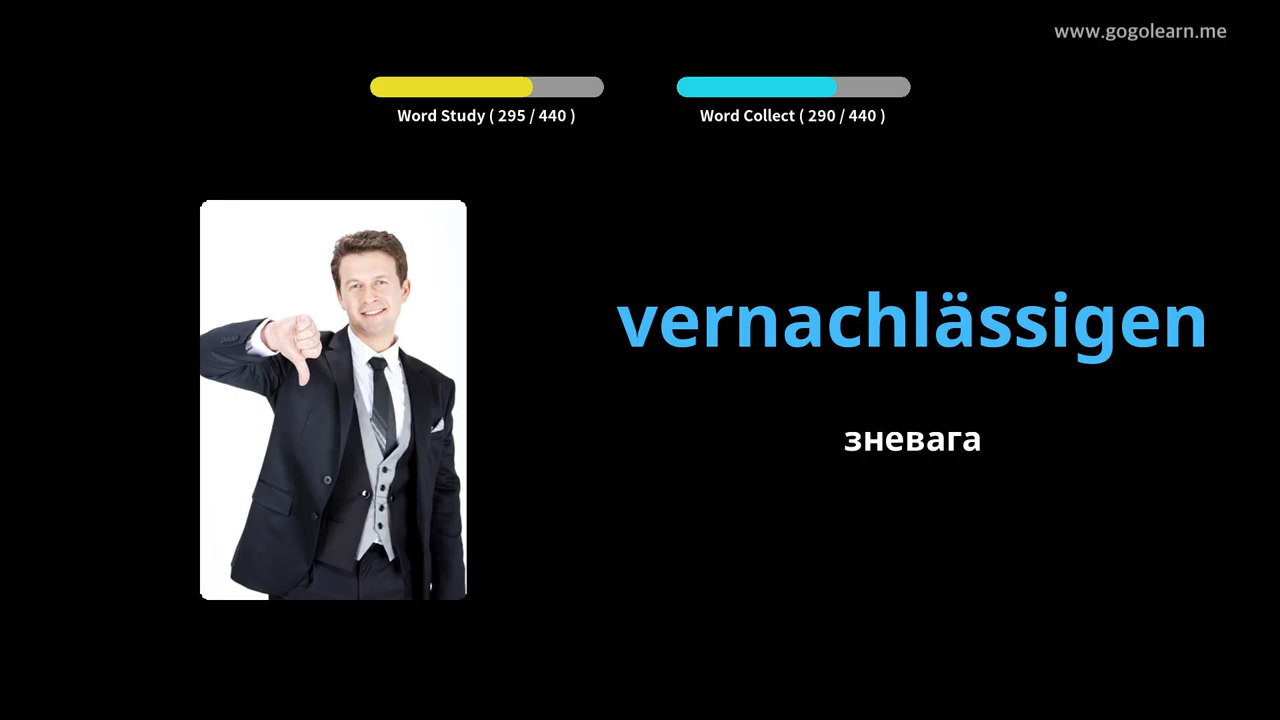 www.gogolearn.me
Word Study ( 295 / 440 )
Word Collect ( 290 / 440 )
vernachlässigen
зневага